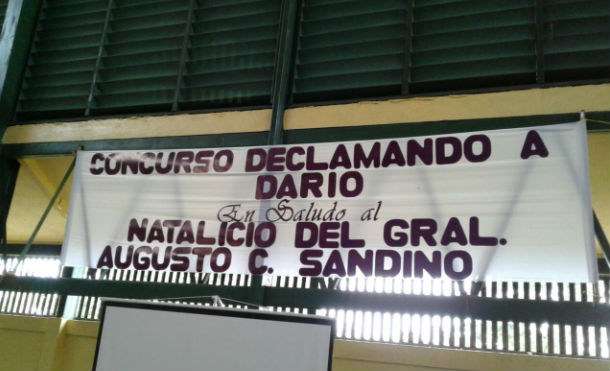 CONCURSO DECLAMANDO A
DARIO
En Saludo al
NATALICIO DEL GRAL.
AUGUSTO C. SANDINO